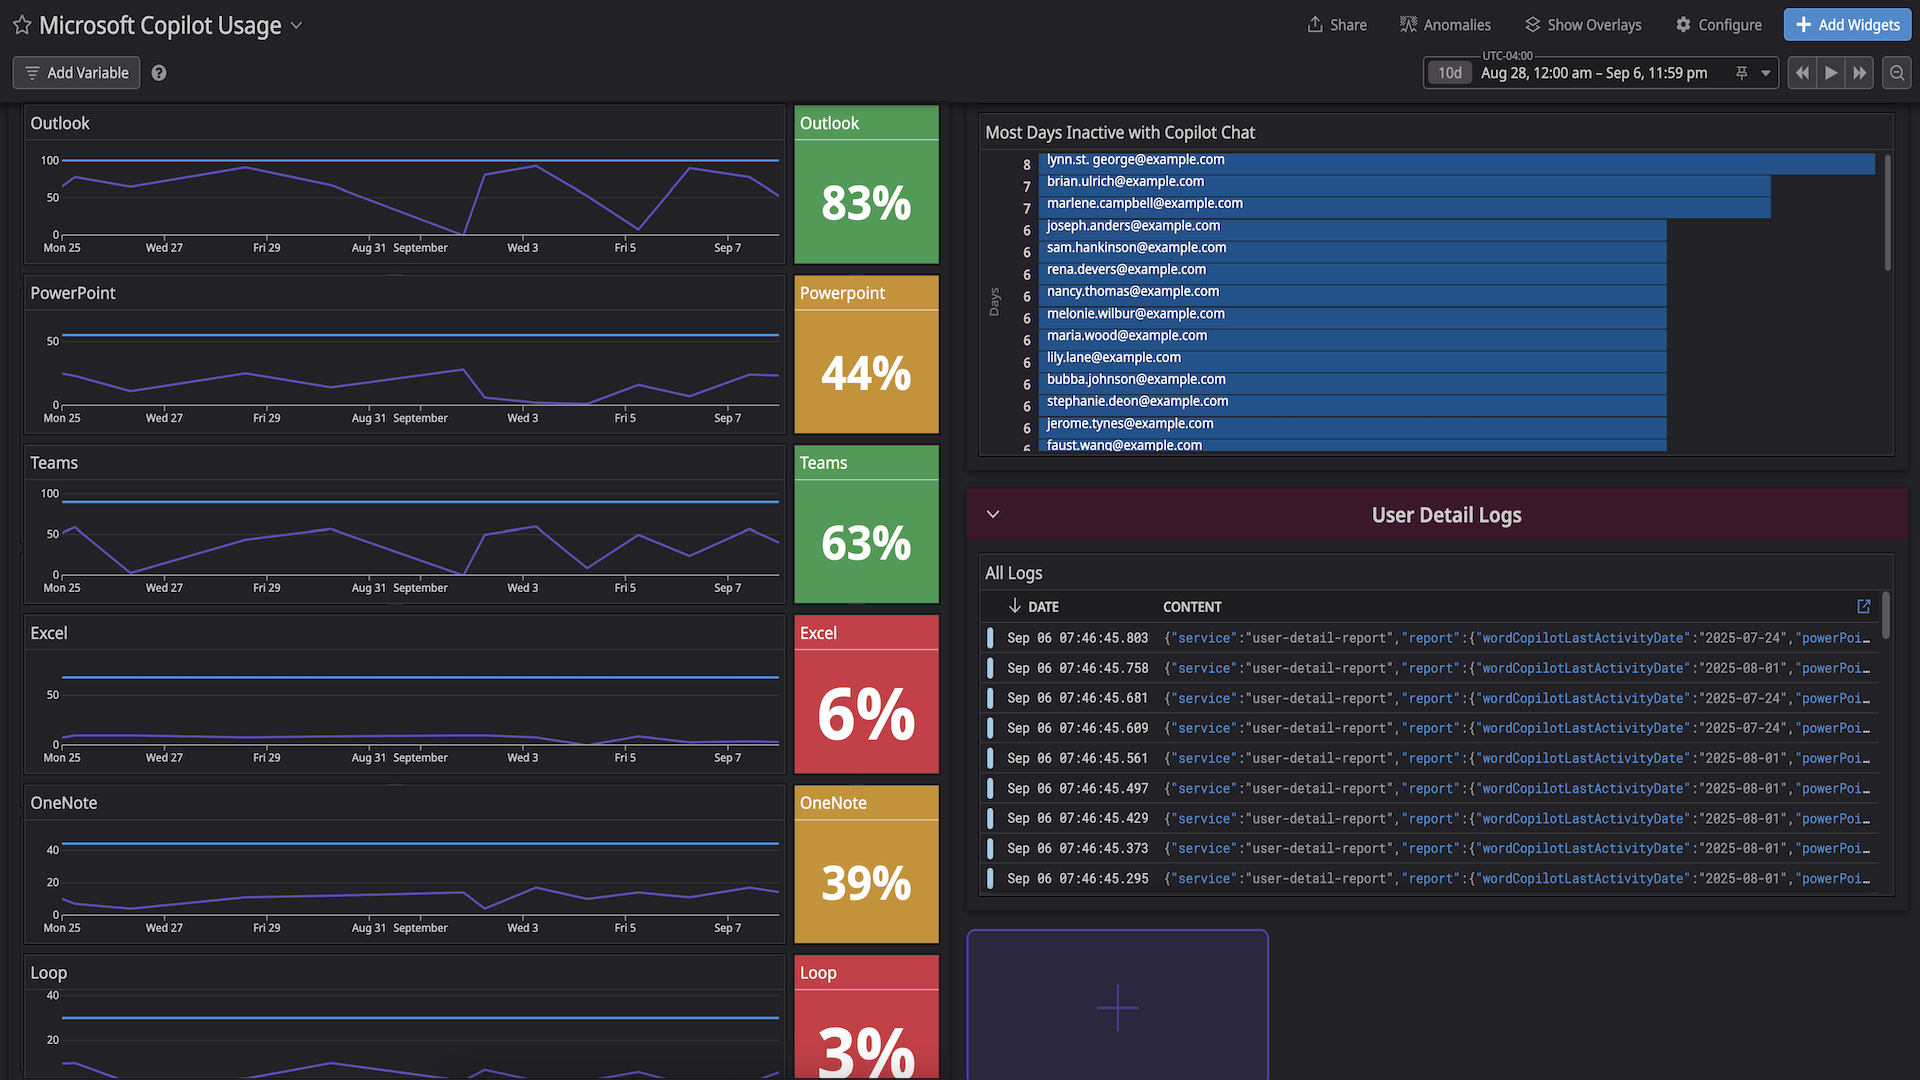 Microsoft Copilot Usage
Share
Anomalies
Show Overlays
Configure
Add Widgets
Add Variable
UTC-04:00
10d
Aug 28, 12:00 am – Sep 6, 11:59 pm
Outlook
100
50
0
Mon 25 Wed 27 Fri 29 Aug 31 September Wed 3 Fri 5 Sep 7
Outlook
83%
PowerPoint
50
0
Mon 25 Wed 27 Fri 29 Aug 31 September Wed 3 Fri 5 Sep 7
Powerpoint
44%
Teams
100
50
0
Mon 25 Wed 27 Fri 29 Aug 31 September Wed 3 Fri 5 Sep 7
Teams
63%
Excel
50
0
Mon 25 Wed 27 Fri 29 Aug 31 September Wed 3 Fri 5 Sep 7
Excel
6%
OneNote
40
20
0
Mon 25 Wed 27 Fri 29 Aug 31 September Wed 3 Fri 5 Sep 7
OneNote
39%
Loop
40
20
Loop
3%
Most Days Inactive with Copilot Chat
Days
8 lynn.st. george@example.com
7 brian.ulrich@example.com
7 marlene.campbell@example.com
6 joseph.anders@example.com
6 sam.hankinson@example.com
6 rena.devers@example.com
6 nancy.thomas@example.com
6 melonie.wilbur@example.com
6 maria.wood@example.com
6 lily.lane@example.com
6 bubba.johnson@example.com
6 stephanie.deon@example.com
6 jerome.tynes@example.com
6 faust.wang@example.com
User Detail Logs
All Logs
DATE CONTENT
Sep 06 07:46:45.803 {"service":"user-detail-report","report":{"wordCopilotLastActivityDate":"2025-07-24","powerPoi…
Sep 06 07:46:45.758 {"service":"user-detail-report","report":{"wordCopilotLastActivityDate":"2025-08-01","powerPoi…
Sep 06 07:46:45.681 {"service":"user-detail-report","report":{"wordCopilotLastActivityDate":"2025-07-24","powerPoi…
Sep 06 07:46:45.609 {"service":"user-detail-report","report":{"wordCopilotLastActivityDate":"2025-07-24","powerPoi…
Sep 06 07:46:45.561 {"service":"user-detail-report","report":{"wordCopilotLastActivityDate":"2025-08-01","powerPoi…
Sep 06 07:46:45.497 {"service":"user-detail-report","report":{"wordCopilotLastActivityDate":"2025-08-01","powerPoi…
Sep 06 07:46:45.429 {"service":"user-detail-report","report":{"wordCopilotLastActivityDate":"2025-08-01","powerPoi…
Sep 06 07:46:45.373 {"service":"user-detail-report","report":{"wordCopilotLastActivityDate":"2025-08-01","powerPoi…
Sep 06 07:46:45.295 {"service":"user-detail-report","report":{"wordCopilotLastActivityDate":"2025-08-01","powerPoi…